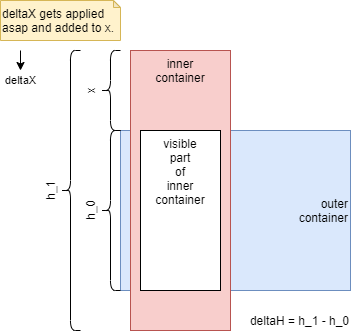 deltaX gets applied
asap and added to x.
deltaX
inner
container
x
visible
part
of
inner
container
h_1
h_0
outer
container
deltaH = h_1 - h_0